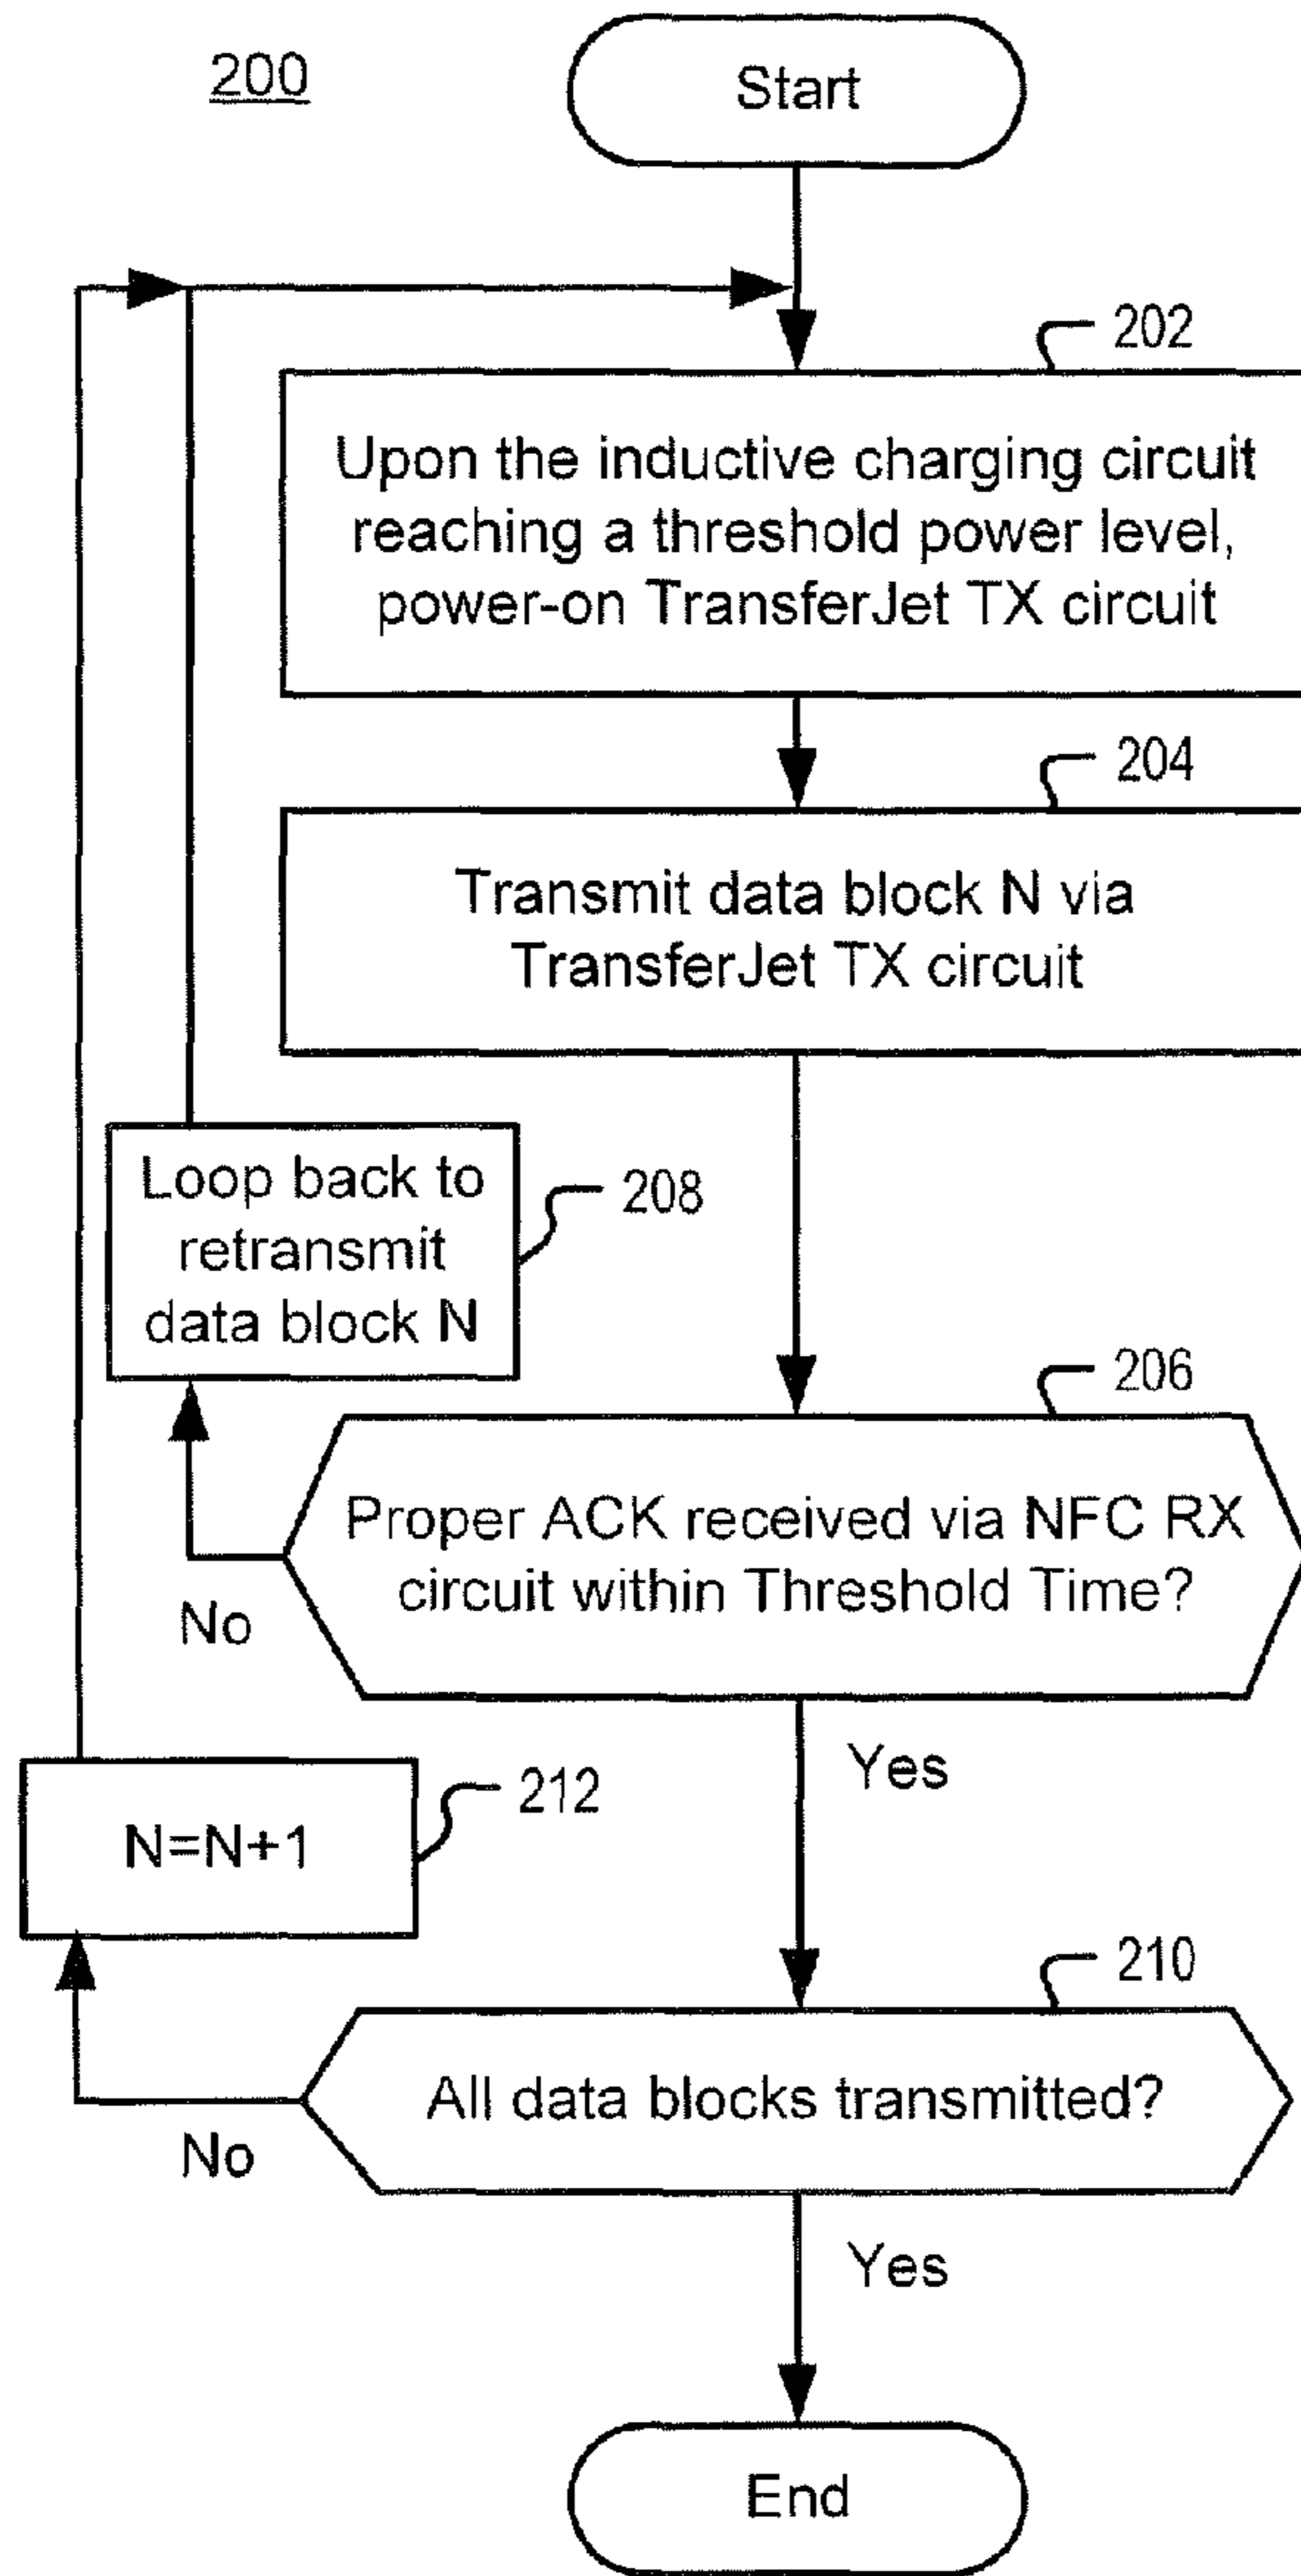 200
Start
202
Upon the inductive charging circuit
reaching a threshold power level,
power-on TransferJet TX circuit
204
Transmit data block N via
TransferJet TX circuit
Loop back to
retransmit
data block N
208
206
Proper ACK received via NFC RX
circuit within Threshold Time?
No
Yes
N=N+1
212
210
All data blocks transmitted?
No
Yes
End